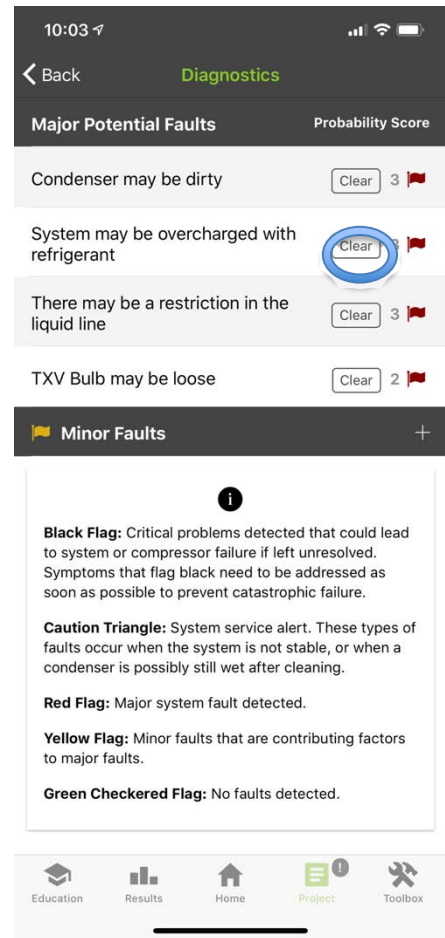 10:03
Back
Diagnostics
Major Potential Faults
Probability Score
Condenser may be dirty
Clear 3
System may be overcharged with
refrigerant
Clear
There may be a restriction in the
liquid line
Clear 3
TXV Bulb may be loose
Clear 2
Minor Faults
+
i
Black Flag: Critical problems detected that could lead
to system or compressor failure if left unresolved.
Symptoms that flag black need to be addressed as
soon as possible to prevent catastrophic failure.
Caution Triangle: System service alert. These types of
faults occur when the system is not stable, or when a
condenser is possibly still wet after cleaning.
Red Flag: Major system fault detected.
Yellow Flag: Minor faults that are contributing factors
to major faults.
Green Checkered Flag: No faults detected.
!
Education Results Home Project Toolbox